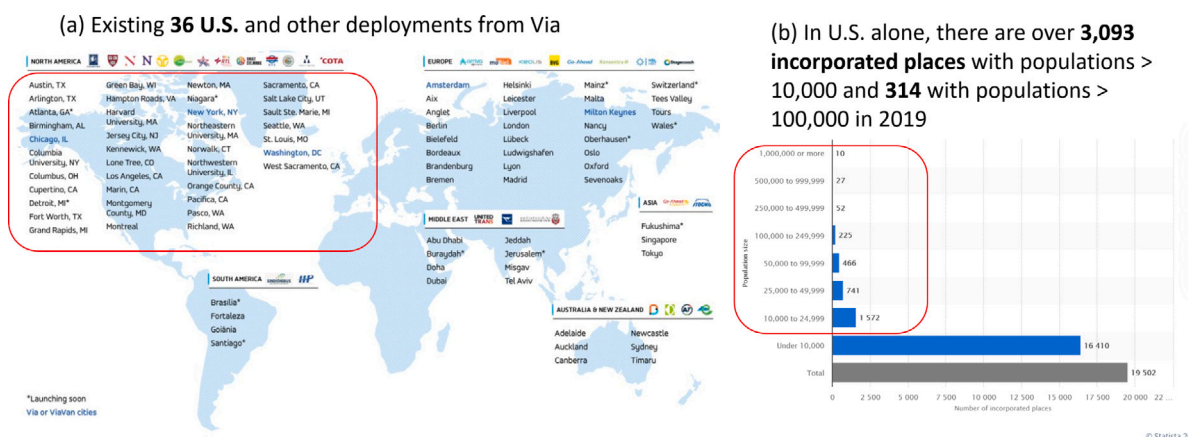 (a) Existing 36 U.S. and other deployments from Via
NORTH AMERICA
COTA
Austin, TX
Arlington, TX
Atlanta, GA*
Birmingham, AL
Chicago, IL
Columbia
University, NY
Columbus, OH
Cupertino, CA
Detroit, MI*
Fort Worth, TX
Grand Rapids, MI
Green Bay, WI
Hampton Roads, VA
Harvard
University, MA
Jersey City, NJ
Kennewick, WA
Lone Tree, CO
Los Angeles, CA
Marin, CA
Montgomery
County, MD
Montreal
Newton, MA
Niagara*
New York, NY
Northeastern
University, MA
Norwalk, CT
Northwestern
University, IL
Orange County, CA
Pacifica, CA
Pasco, WA
Richland, WA
Sacramento, CA
Salt Lake City, UT
Sault Ste. Marie, MI
Seattle, WA
St. Louis, MO
Washington, DC
West Sacramento, CA
EUROPE
BVG
Go-Ahead
Stagecoach
Amsterdam
Aix
Anglet
Berlin
Bielefeld
Bordeaux
Brandenburg
Bremen
Helsinki
Leicester
Liverpool
London
Lübeck
Ludwigshafen
Lyon
Madrid
Mainz*
Malta
Milton Keynes
Nancy
Oberhausen*
Oslo
Oxford
Sevenoaks
Switzerland*
Tees Valley
Tours
Wales*
MIDDLE EAST
UNITED
TRANS
Abu Dhabi
Buraydah*
Doha
Dubai
Jeddah
Jerusalem*
Misgav
Tel Aviv
ASIA
Fukushima*
Singapore
Tokyo
SOUTH AMERICA
Brasilia*
Fortaleza
Goiânia
Santiago*
AUSTRALIA & NEW ZEALAND
Adelaide
Auckland
Canberra
Newcastle
Sydney
Timaru
*Launching soon
Via or ViaVan cities
(b) In U.S. alone, there are over 3,093
incorporated places with populations >
10,000 and 314 with populations >
100,000 in 2019
Population size
1,000,000 or more 10
500,000 to 999,999 27
250,000 to 499,999 52
100,000 to 249,999 225
50,000 to 99,999 466
25,000 to 49,999 741
10,000 to 24,999 1 572
Under 10,000 16 410
Total 19 502
0 2 500 5 000 7 500 10 000 12 500 15 000 17 500 20 000 22 ...
Number of incorporated places
© Statista 2